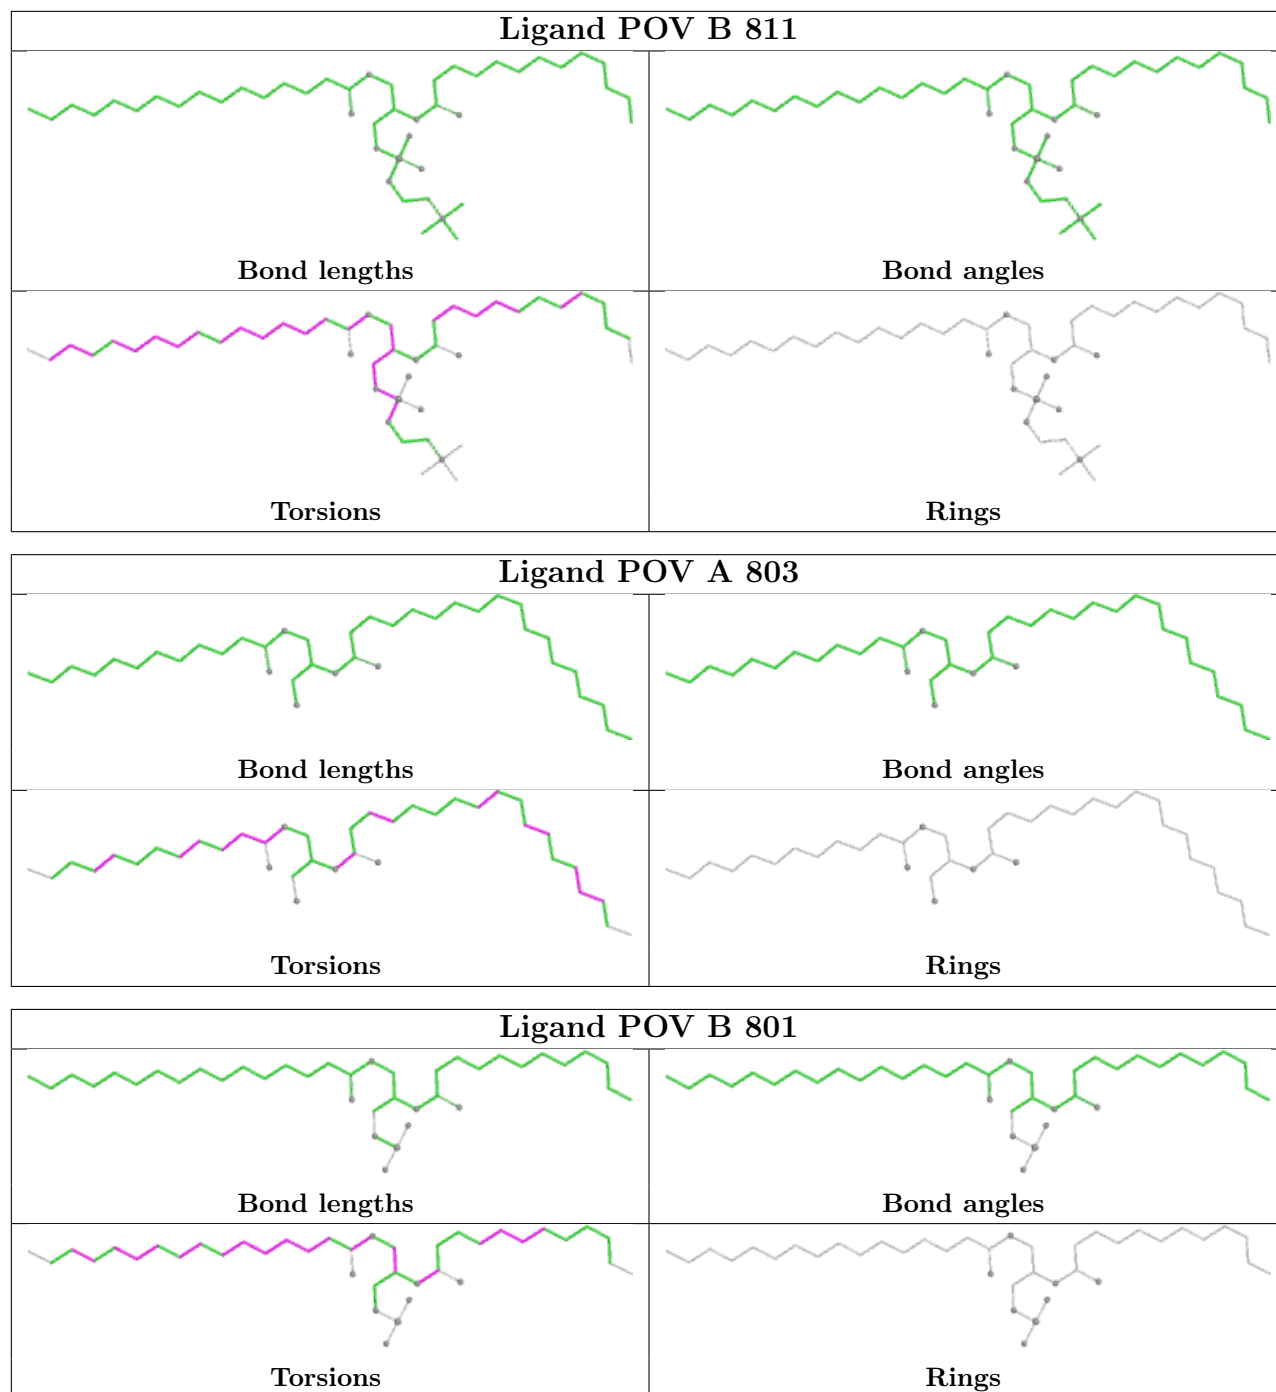 Ligand POV B 811
Bond lengths
Bond angles
Torsions
Rings
Ligand POV A 803
Bond lengths
Bond angles
Torsions
Rings
Ligand POV B 801
Bond lengths
Bond angles
Torsions
Rings